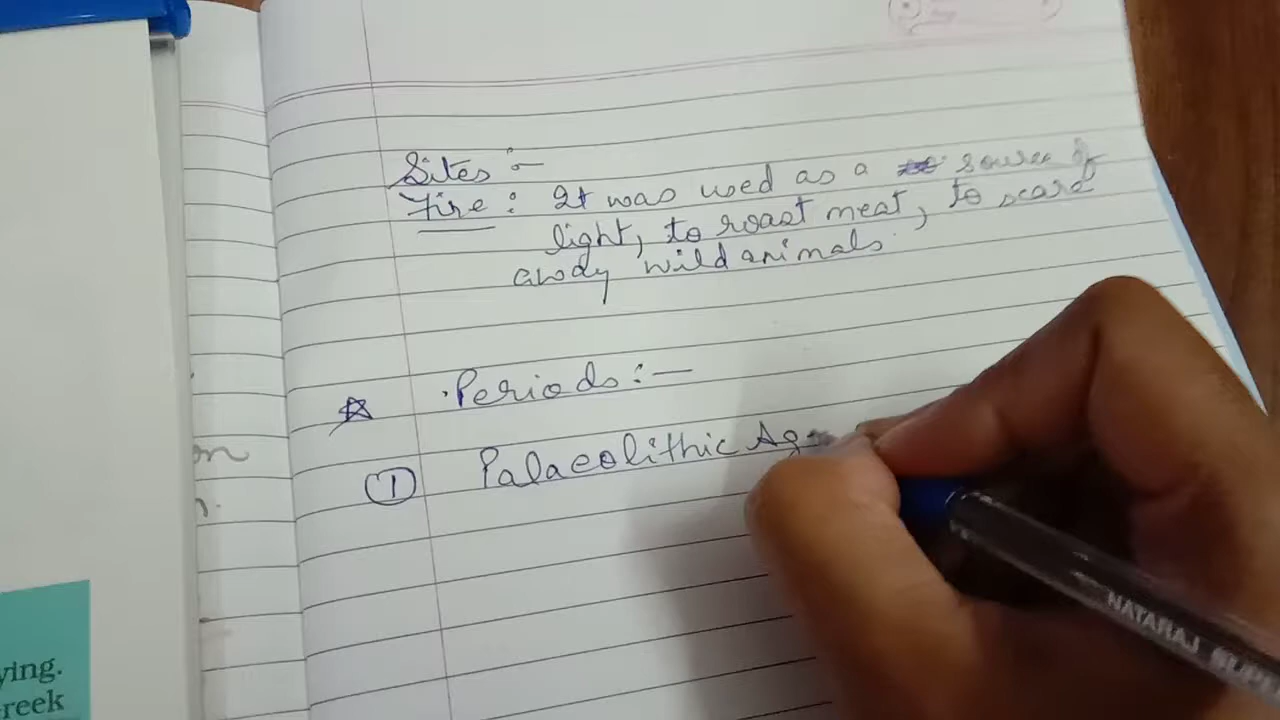 Sites :-
Fire : It was used as a source of
light, to roast meat, to scare
away wild animals.
Periods :—
① Palaeolithic Age
ying.
reek
NATARAJ